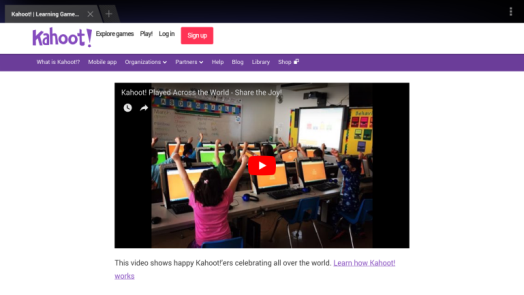 Kahoot! | Learning Game...
Kahoot!
Explore games Play! Log in Sign up
What is Kahoot!? Mobile app Organizations Partners Help Blog Library Shop
Kahoot! Played Across the World - Share the Joy!
This video shows happy Kahoot!'ers celebrating all over the world. Learn how Kahoot!
works